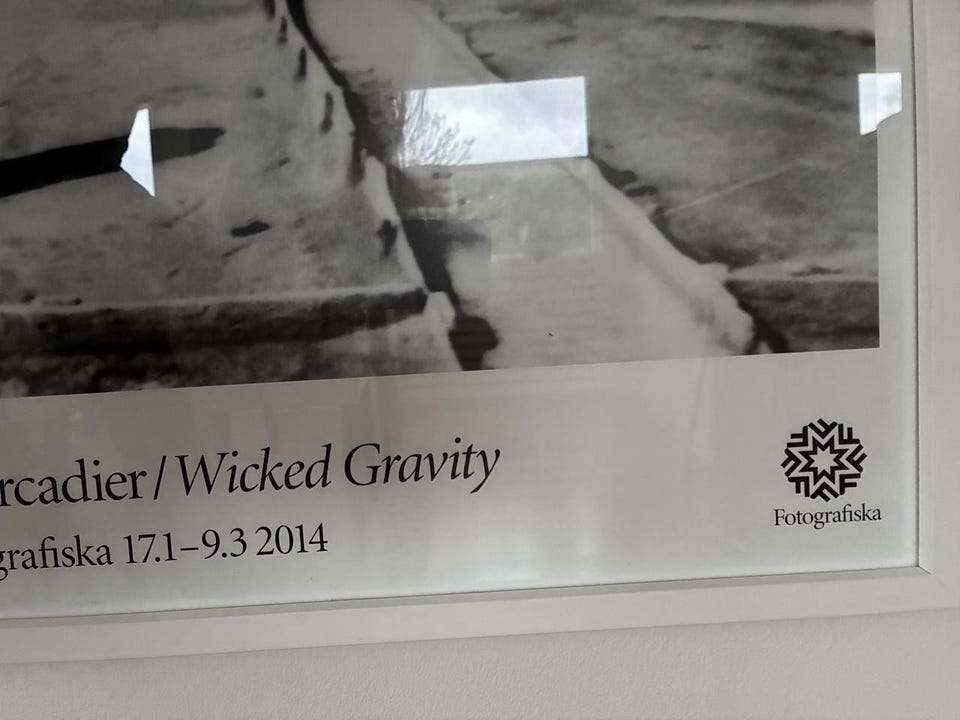 rcadier / Wicked Gravity
grafiska 17.1–9.3 2014
Fotografiska